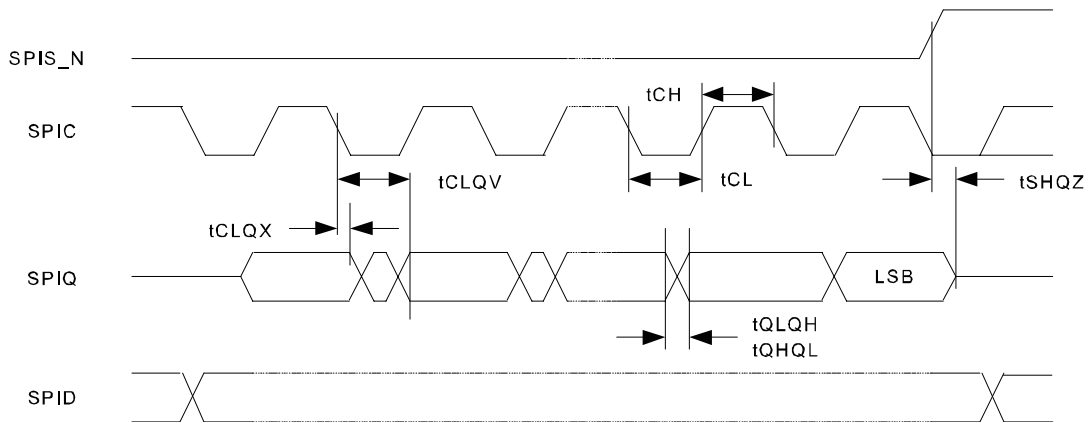 SPIS_N
tCH
SPIC
tCLQV
tCL
tSHQZ
tCLQX
SPIQ
LSB
tQLQH
tQHQL
SPID